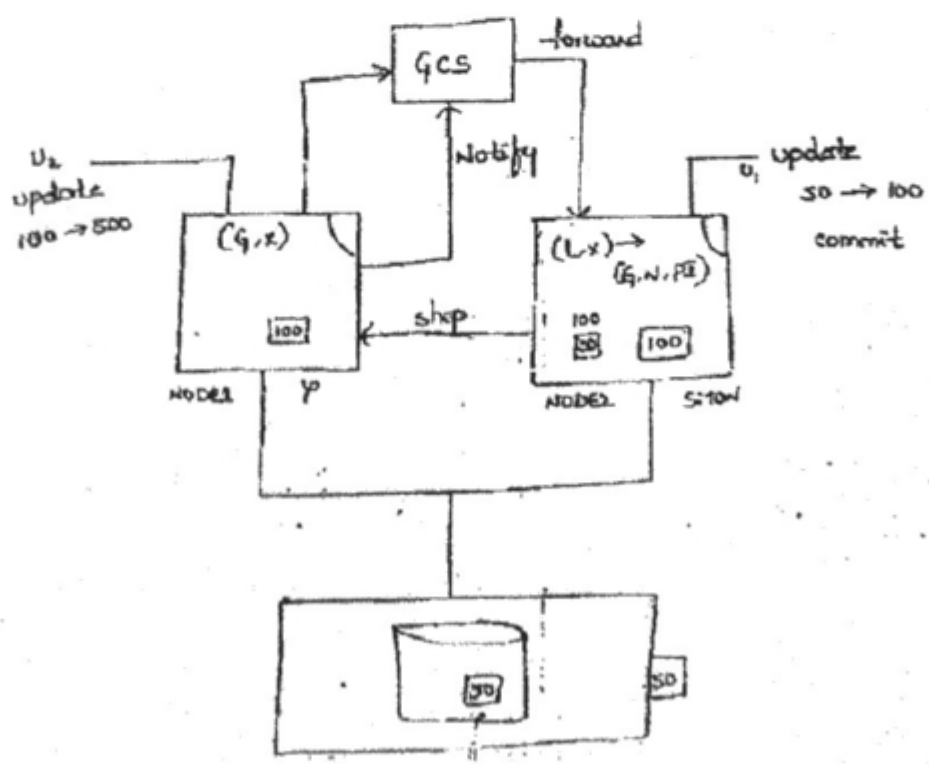 forward
GCS
Notify
U2
update
100 → 500
(G,X)
100
ship
U1
update
50 → 100
commit
(L,X) →
(G,N,PI)
100
50
100
NODE1
NODE2
50
50